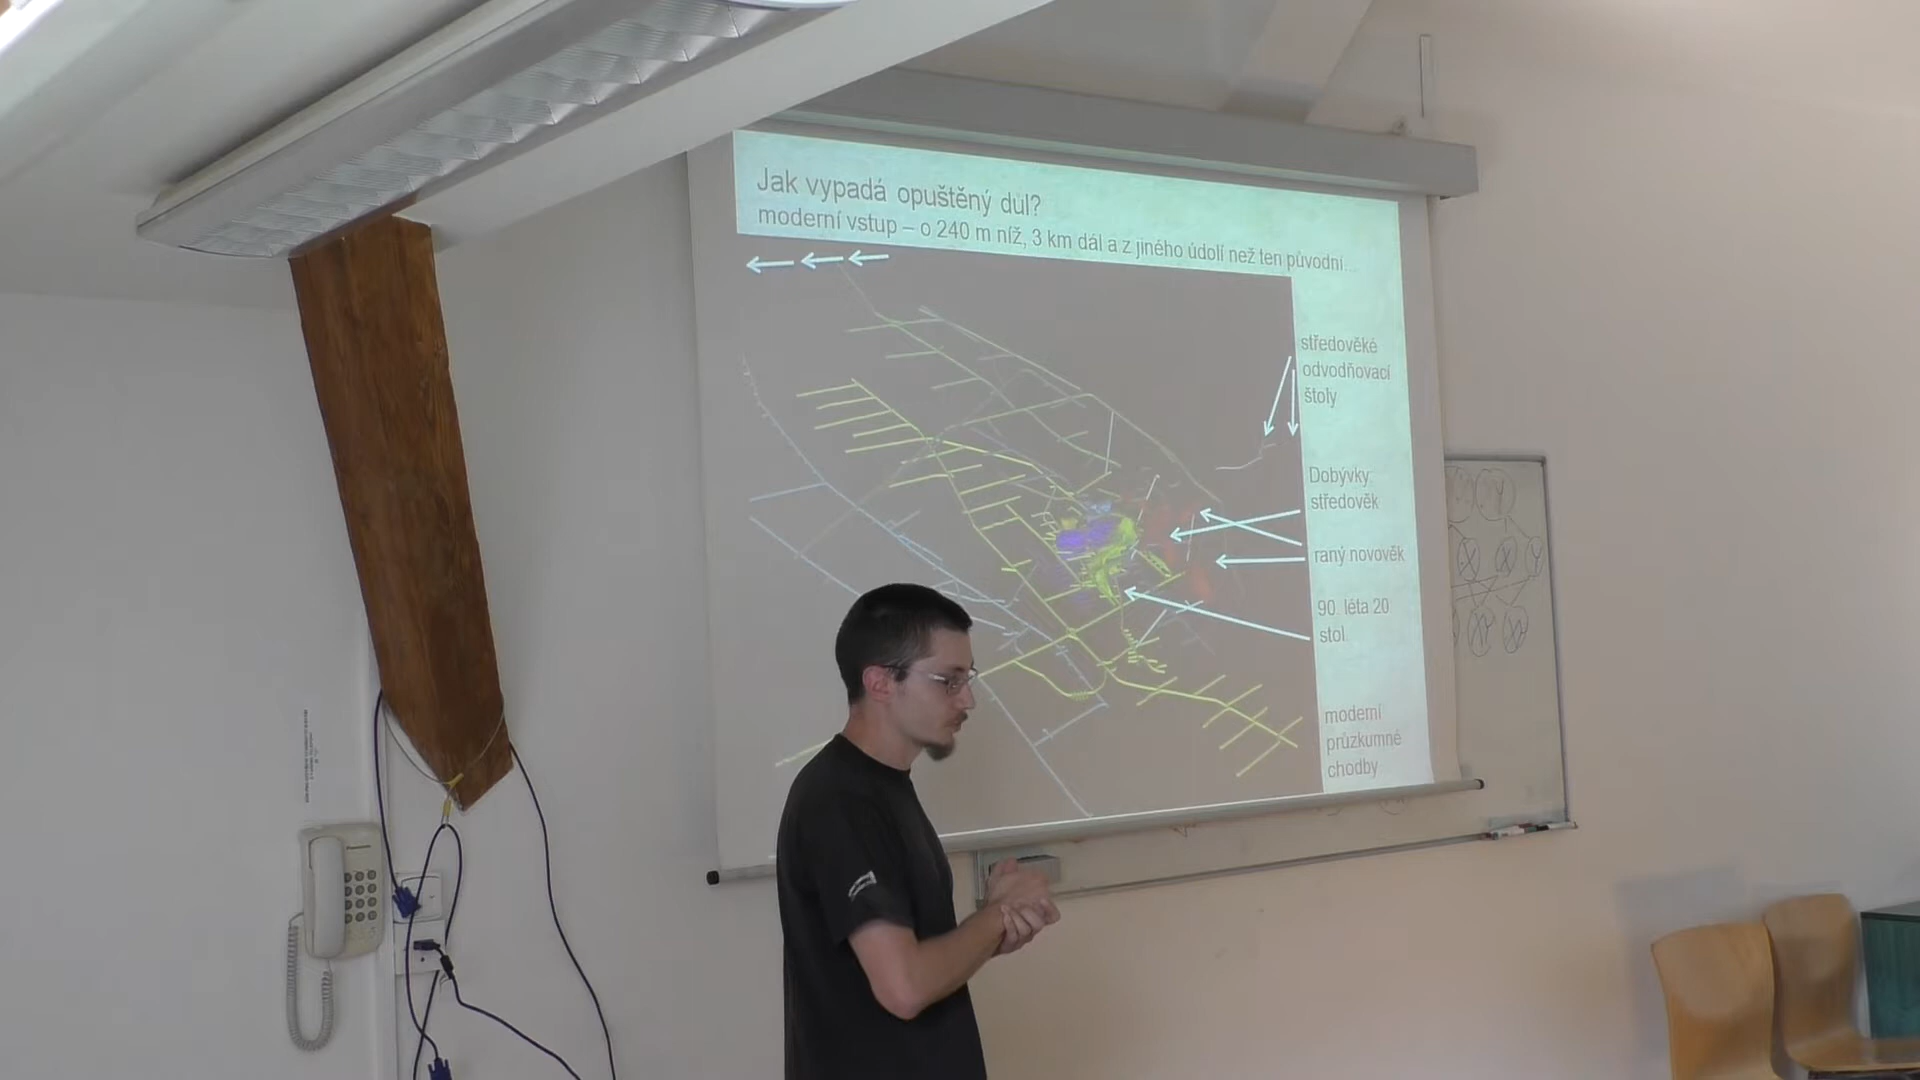 Jak vypadá opuštěný důl?
moderní vstup – o 240 m níž, 3 km dál a z jiného údolí než ten původní…
středověké
odvodňovací
štoly
Dobývky:
středověk
raný novověk
90. léta 20
stol.
moderní
průzkumné
chodby
Panasonic
X
X
X